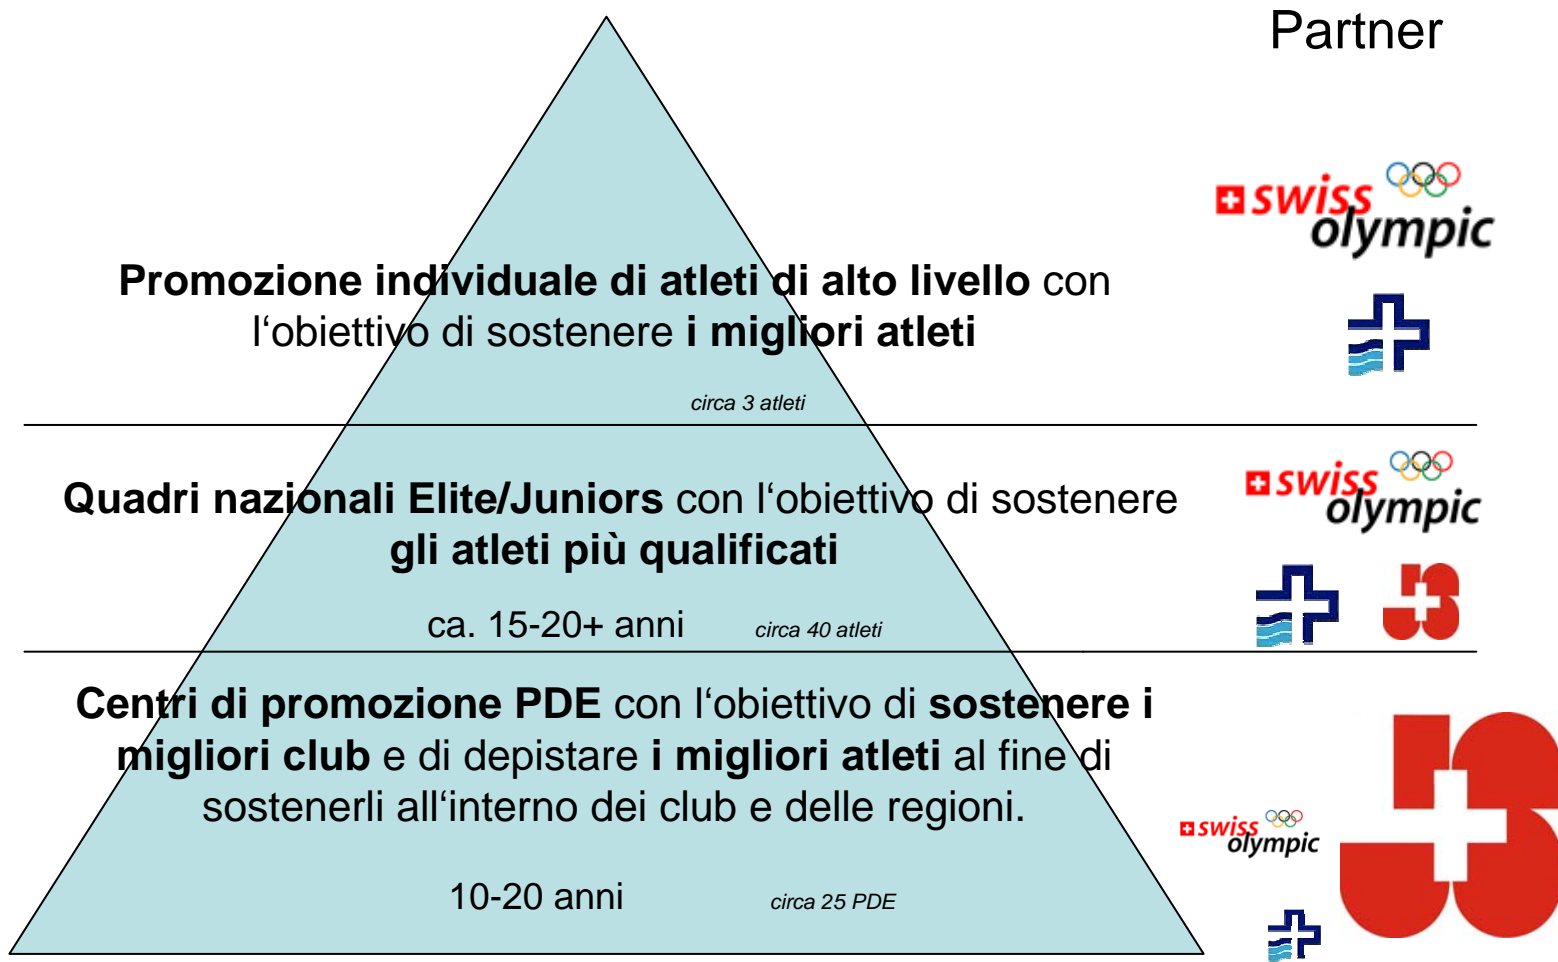 Partner
swiss
olympic
Promozione individuale di atleti di alto livello con
l‘obiettivo di sostenere i migliori atleti
circa 3 atleti
swiss
olympic
Quadri nazionali Elite/Juniors con l‘obiettivo di sostenere
gli atleti più qualificati
ca. 15-20+ anni circa 40 atleti
Centri di promozione PDE con l‘obiettivo di sostenere i
migliori club e di depistare i migliori atleti al fine di
sostenerli all‘interno dei club e delle regioni.
swiss
olympic
10-20 anni circa 25 PDE